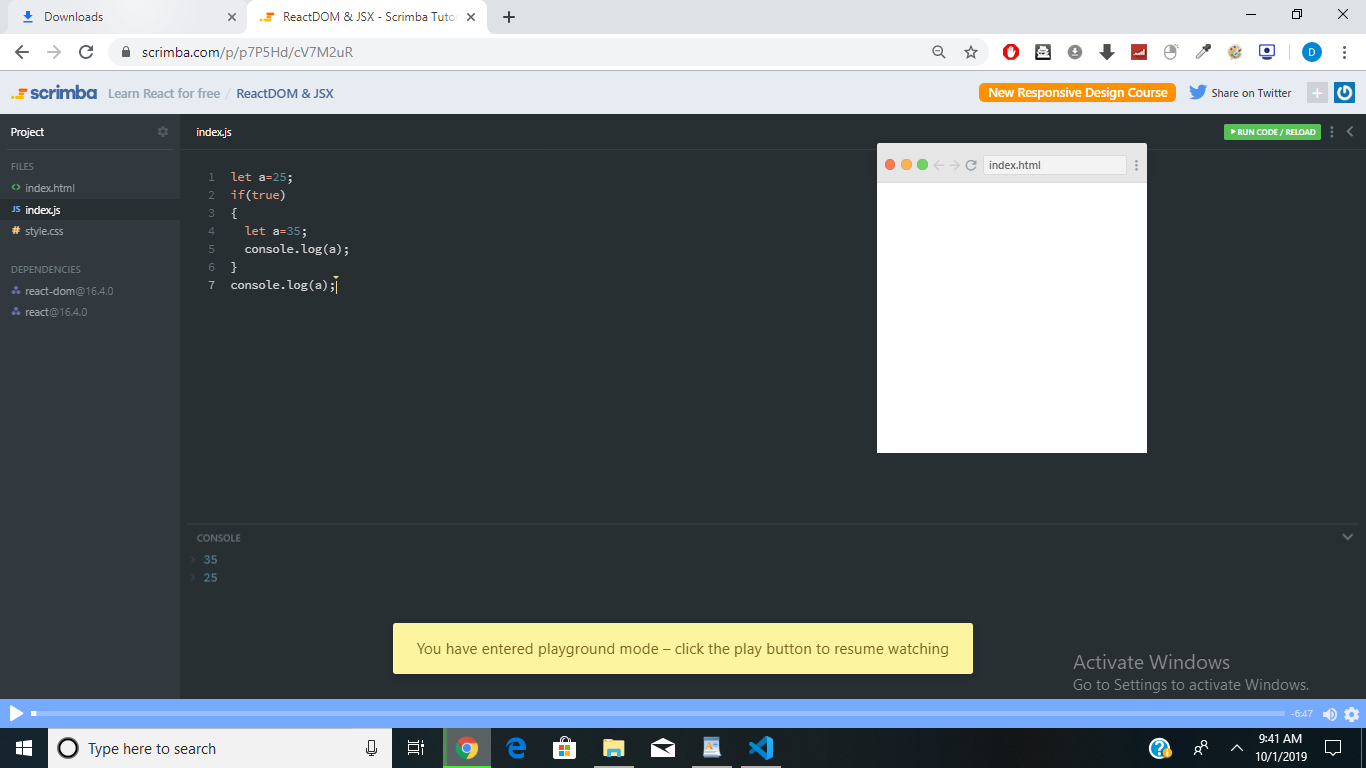 Downloads
ReactDOM & JSX - Scrimba Tutor
scrimba.com/p/p7P5Hd/cV7M2uR
D
scrimba Learn React for free / ReactDOM & JSX
New Responsive Design Course
Share on Twitter
Project
index.js
RUN CODE / RELOAD
FILES
<> index.html
JS index.js
# style.css
DEPENDENCIES
react-dom@16.4.0
react@16.4.0
1 let a=25;
2 if(true)
3 {
4 let a=35;
5 console.log(a);
6 }
7 console.log(a);
index.html
CONSOLE
35
25
You have entered playground mode – click the play button to resume watching
Activate Windows
Go to Settings to activate Windows.
-6:47
Type here to search
9:41 AM
10/1/2019